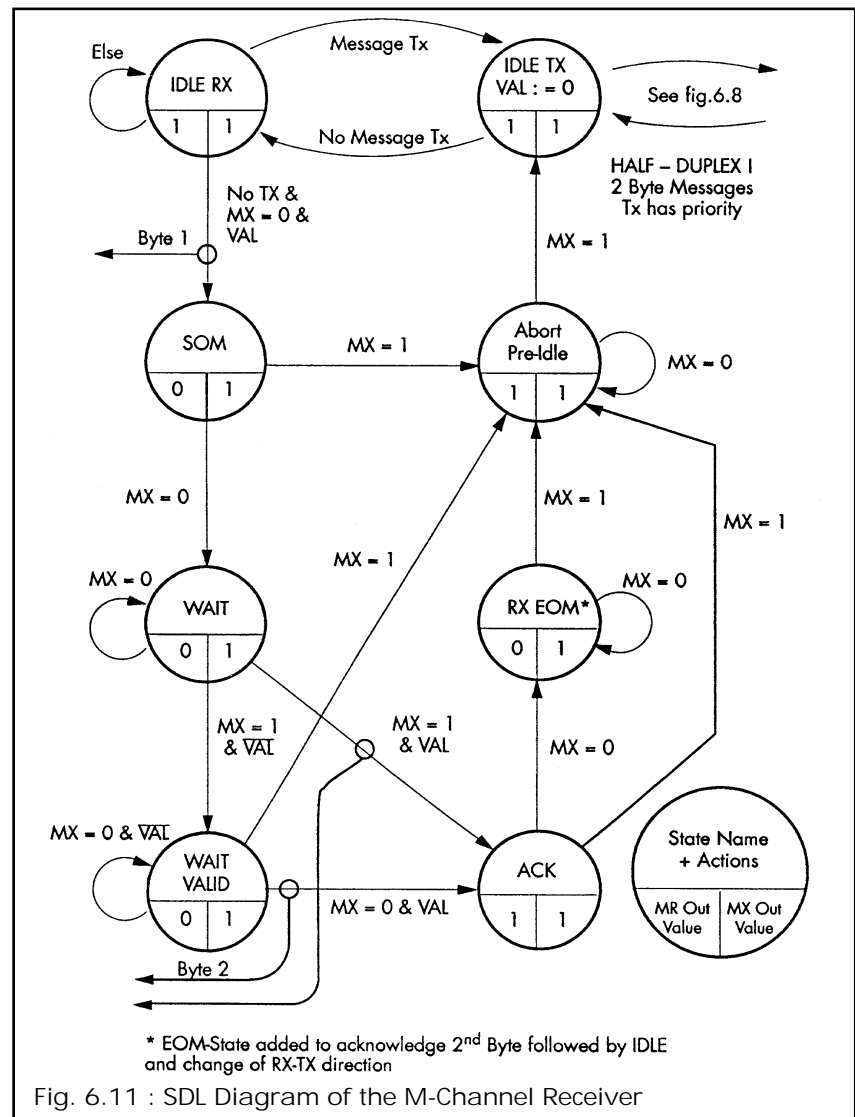 Else
IDLE RX
1 1
Message Tx
No Message Tx
IDLE TX
VAL : = 0
1 1
See fig.6.8
HALF – DUPLEX I
2 Byte Messages
Tx has priority
No TX &
MX = 0 &
VAL
Byte 1
MX = 1
SOM
0 1
MX = 1
Abort
Pre-Idle
1 1
MX = 0
MX = 0
MX = 1
MX = 1
MX = 1
MX = 0
WAIT
0 1
RX EOM*
0 1
MX = 0
MX = 1
& V̅A̅L̅
MX = 1
& VAL
MX = 0
MX = 0 & V̅A̅L̅
WAIT
VALID
0 1
MX = 0 & VAL
ACK
1 1
State Name
+ Actions
MR Out
Value
MX Out
Value
Byte 2
* EOM-State added to acknowledge 2nd Byte followed by IDLE
and change of RX-TX direction
Fig. 6.11 : SDL Diagram of the M-Channel Receiver